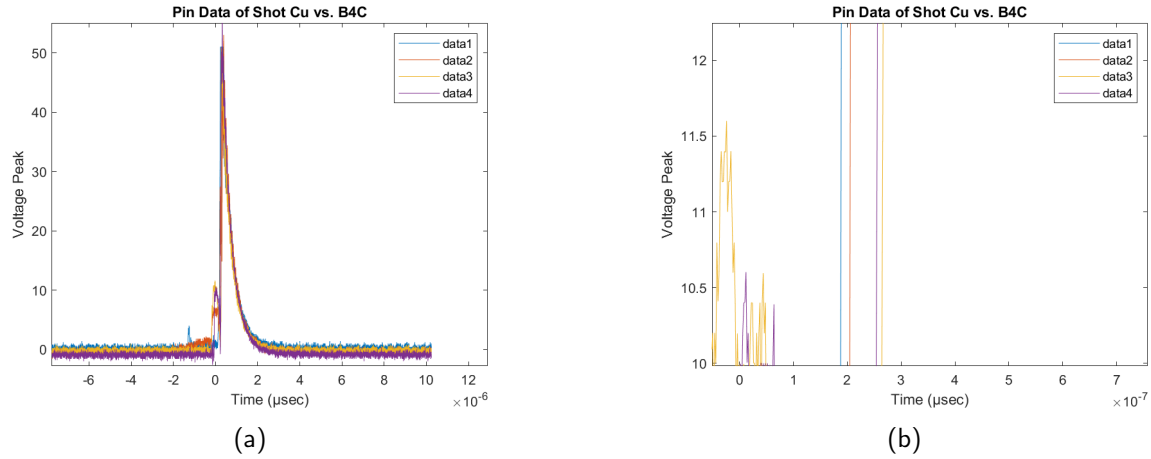 Pin Data of Shot Cu vs. B4C
50
40
30
20
10
0
Voltage Peak
-6
-4
-2
0
2
4
6
8
10
12
Time (µsec)
×10^-6
data1
data2
data3
data4
(a)
Pin Data of Shot Cu vs. B4C
12
11.5
11
10.5
10
Voltage Peak
0
1
2
3
4
5
6
7
Time (µsec)
×10^-7
data1
data2
data3
data4
(b)